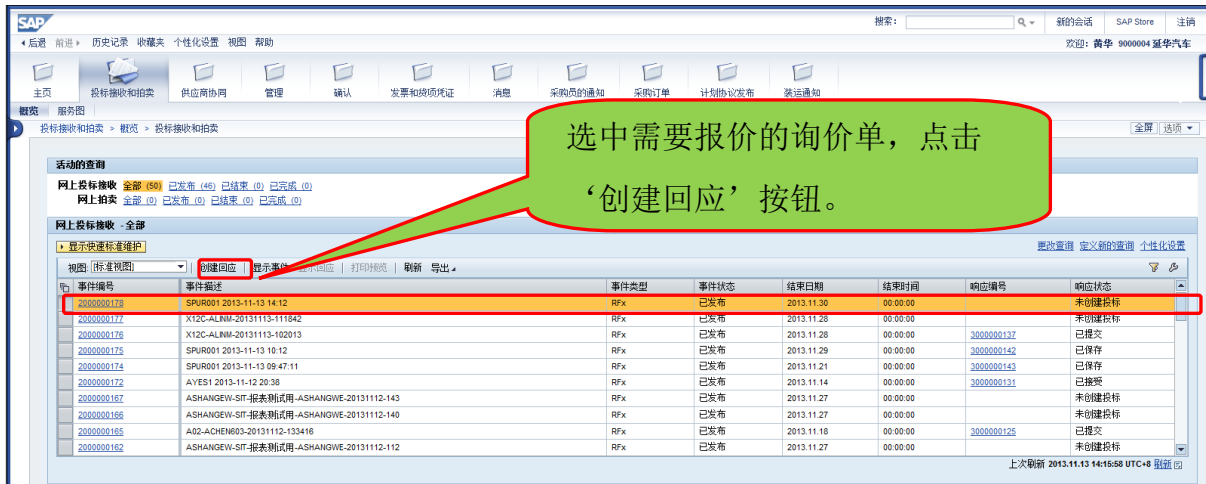 SAP 搜索: 新的会话 SAP Store 注销
后退 前进 历史记录 收藏夹 个性化设置 视图 帮助 欢迎: 黄华 9000004 延华汽车
主页 投标接收和拍卖 供应商协同 管理 确认 发票和贷项凭证 消息 采购员的通知 采购订单 计划协议发布 装运通知
概览 服务图
投标接收和拍卖 > 概览 > 投标接收和拍卖 全屏 选项
选中需要报价的询价单，点击
‘创建回应’按钮。
活动的查询
网上投标接收 全部 (50) 已发布 (46) 已结束 (0) 已完成 (0)
网上拍卖 全部 (0) 已发布 (0) 已结束 (0) 已完成 (0)
网上投标接收 - 全部
显示快速标准维护 更改查询 定义新的查询 个性化设置
视图: [标准视图] 创建回应 显示事件 显示回应 打印预览 刷新 导出
事件编号 事件描述 事件类型 事件状态 结束日期 结束时间 响应编号 响应状态
2000000178 SPUR001 2013-11-13 14:12 RFx 已发布 2013.11.30 00:00:00 未创建投标
2000000177 X12C-ALINM-20131113-111842 RFx 已发布 2013.11.28 00:00:00 未创建投标
2000000176 X12C-ALINM-20131113-102013 RFx 已发布 2013.11.28 00:00:00 3000000137 已提交
2000000175 SPUR001 2013-11-13 10:12 RFx 已发布 2013.11.29 00:00:00 3000000142 已保存
2000000174 SPUR001 2013-11-13 09:47:11 RFx 已发布 2013.11.21 00:00:00 3000000143 已保存
2000000172 AYES1 2013-11-12 20:38 RFx 已发布 2013.11.14 00:00:00 3000000131 已接受
2000000167 ASHANGEW-SIT-报表测试用-ASHANGWE-20131112-143 RFx 已发布 2013.11.27 00:00:00 未创建投标
2000000166 ASHANGEW-SIT-报表测试用-ASHANGWE-20131112-140 RFx 已发布 2013.11.27 00:00:00 未创建投标
2000000165 A02-ACHEN603-20131112-133416 RFx 已发布 2013.11.18 00:00:00 3000000125 已提交
2000000162 ASHANGEW-SIT-报表测试用-ASHANGWE-20131112-112 RFx 已发布 2013.11.27 00:00:00 未创建投标
上次刷新 2013.11.13 14:15:58 UTC+8 刷新